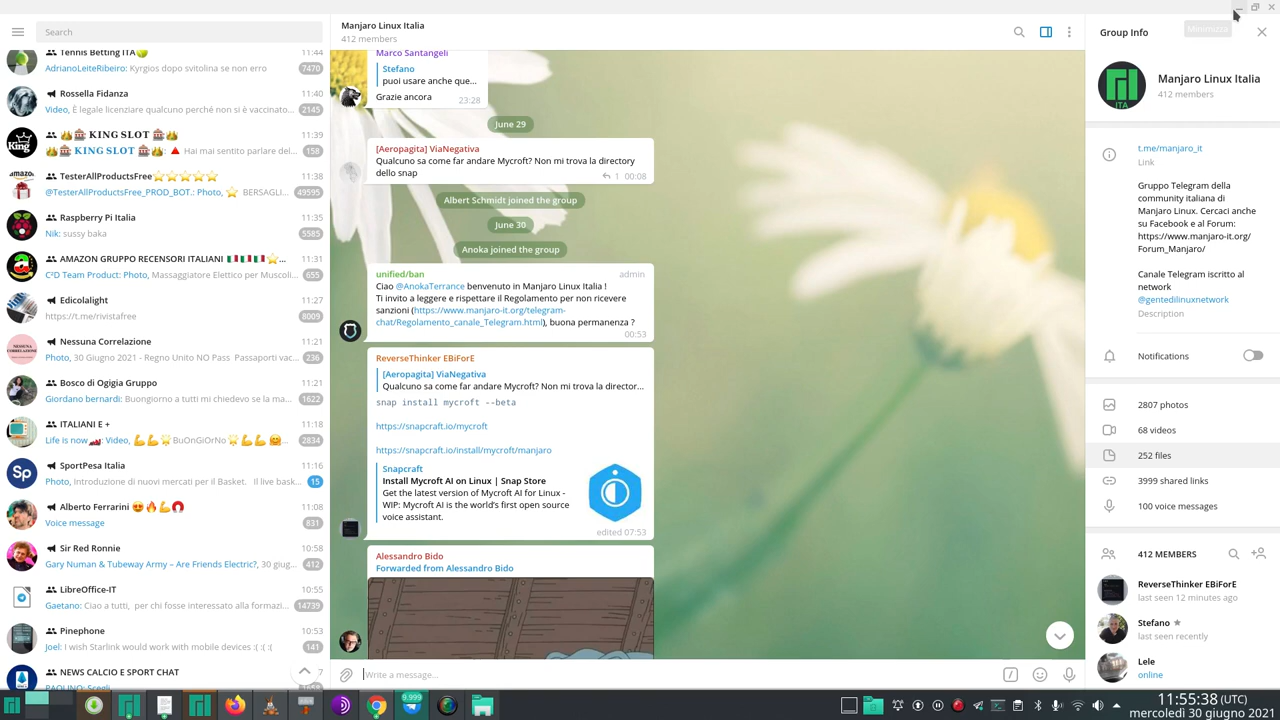 Search
Tennis Betting ITA🎾 11:44
AdrianoLeiteRibeiro: Kyrgios dopo svitolina se non erro 7470
Rossella Fidanza 11:40
Video, È legale licenziare qualcuno perché non si è vaccinato... 2145
👑🎰 KING SLOT 🎰👑 11:39
👑🎰 KING SLOT 🎰👑: 🔺 Hai mai sentito parlare dei... 158
TesterAllProductsFree⭐⭐⭐⭐⭐ 11:38
@TesterAllProductsFree_PROD_BOT.: Photo, ⭐ BERSAGLI... 49595
Raspberry Pi Italia 11:35
Nik: sussy baka 5585
AMAZON GRUPPO RECENSORI ITALIANI 🇮🇹🇮🇹🇮🇹⭐... 11:31
C²D Team Product: Photo, Massaggiatore Elettico per Muscoli... 655
Edicolalight 11:27
https://t.me/rivistafree 8009
Nessuna Correlazione 11:21
Photo, 30 Giugno 2021 - Regno Unito NO Pass Passaporti vac... 236
Bosco di Ogigia Gruppo 11:21
Giordano bernardi: Buongiorno a tutti mi chiedevo se la ma... 1622
ITALIANI E + 11:18
Life is now🏎: Video, 💪💪🌟BuOnGiOrNo🌟💪💪🤗... 2834
SportPesa Italia 11:16
Photo, Introduzione di nuovi mercati per il Basket. Il live bask... 15
Alberto Ferrarini 😍🔥💪🧲 11:08
Voice message 831
Sir Red Ronnie 10:58
Gary Numan & Tubeway Army – Are Friends Electric?, 30 giug... 412
LibreOffice-IT 10:55
Gaetano: Ciao a tutti, per chi fosse interessato alla formazi... 14739
Pinephone 10:53
Joel: I wish Starlink would work with mobile devices :( :( :( 141
NEWS CALCIO E SPORT CHAT
PAOLINO: Scegli
Manjaro Linux Italia
412 members
Marco Santangeli
Stefano
puoi usare anche que...
Grazie ancora 23:28
June 29
[Aeropagita] ViaNegativa
Qualcuno sa come far andare Mycroft? Non mi trova la directory
dello snap 1 00:08
Albert Schmidt joined the group
June 30
Anoka joined the group
unified/ban admin
Ciao @AnokaTerrance benvenuto in Manjaro Linux Italia !
Ti invito a leggere e rispettare il Regolamento per non ricevere
sanzioni (https://www.manjaro-it.org/telegram-
chat/Regolamento_canale_Telegram.html), buona permanenza ?
00:53
ReverseThinker EBiForE
[Aeropagita] ViaNegativa
Qualcuno sa come far andare Mycroft? Non mi trova la director...
snap install mycroft --beta
https://snapcraft.io/mycroft
https://snapcraft.io/install/mycroft/manjaro
Snapcraft
Install Mycroft AI on Linux | Snap Store
Get the latest version of Mycroft AI for Linux -
WIP: Mycroft AI is the world's first open source
voice assistant.
edited 07:53
Alessandro Bido
Forwarded from Alessandro Bido
Write a message...
Minimizza
Group Info
ITA
Manjaro Linux Italia
412 members
t.me/manjaro_it
Link
Gruppo Telegram della
community italiana di
Manjaro Linux. Cercaci anche
su Facebook e al Forum:
https://www.manjaro-it.org/
Forum_Manjaro/
Canale Telegram iscritto al
network
@gentedilinuxnetwork
Description
Notifications
2807 photos
68 videos
252 files
3999 shared links
100 voice messages
412 MEMBERS
ReverseThinker EBiForE
last seen 12 minutes ago
Stefano ★
last seen recently
Lele
online
9.999
11:55:38 (UTC)
mercoledì 30 giugno 2021